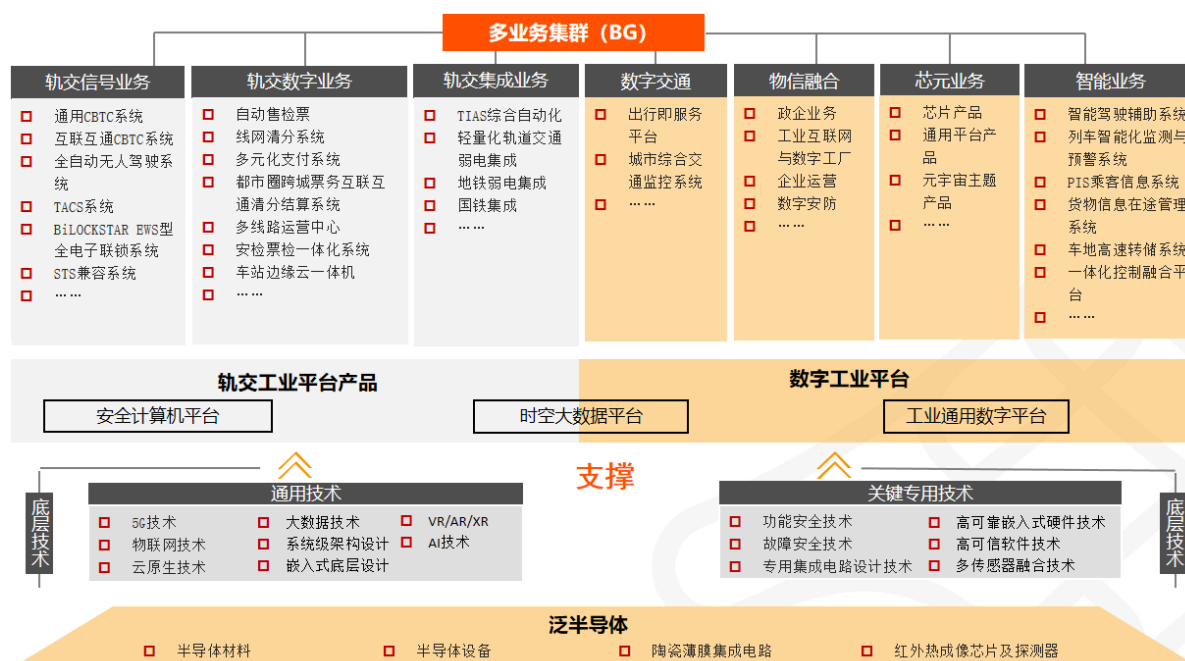 多业务集群（BG）
轨交信号业务
通用CBTC系统
互联互通CBTC系统
全自动无人驾驶系
统
TACS系统
BiLOCKSTAR EWS型
全电子联锁系统
STS兼容系统
……
轨交数字业务
自动售检票
线网清分系统
多元化支付系统
都市圈跨城票务互联互
通清分结算系统
多线路运营中心
安检票检一体化系统
车站边缘云一体机
……
轨交集成业务
TIAS综合自动化
轻量化轨道交通
弱电集成
地铁弱电集成
国铁集成
……
数字交通
出行即服务
平台
城市综合交
通监控系统
……
物信融合
政企业务
工业互联网
与数字工厂
企业运营
数字安防
……
芯元业务
芯片产品
通用平台产
品
元宇宙主题
产品
……
智能业务
智能驾驶辅助系统
列车智能化监测与
预警系统
PIS乘客信息系统
货物信息在途管理
系统
车地高速转储系统
一体化控制融合平
台
……
轨交工业平台产品
数字工业平台
安全计算机平台
时空大数据平台
工业通用数字平台
支撑
底层技术
通用技术
5G技术
物联网技术
云原生技术
大数据技术
系统级架构设计
嵌入式底层设计
VR/AR/XR
AI技术
关键专用技术
功能安全技术
故障安全技术
专用集成电路设计技术
高可靠嵌入式硬件技术
高可信软件技术
多传感器融合技术
底层技术
泛半导体
半导体材料
半导体设备
陶瓷薄膜集成电路
红外热成像芯片及探测器